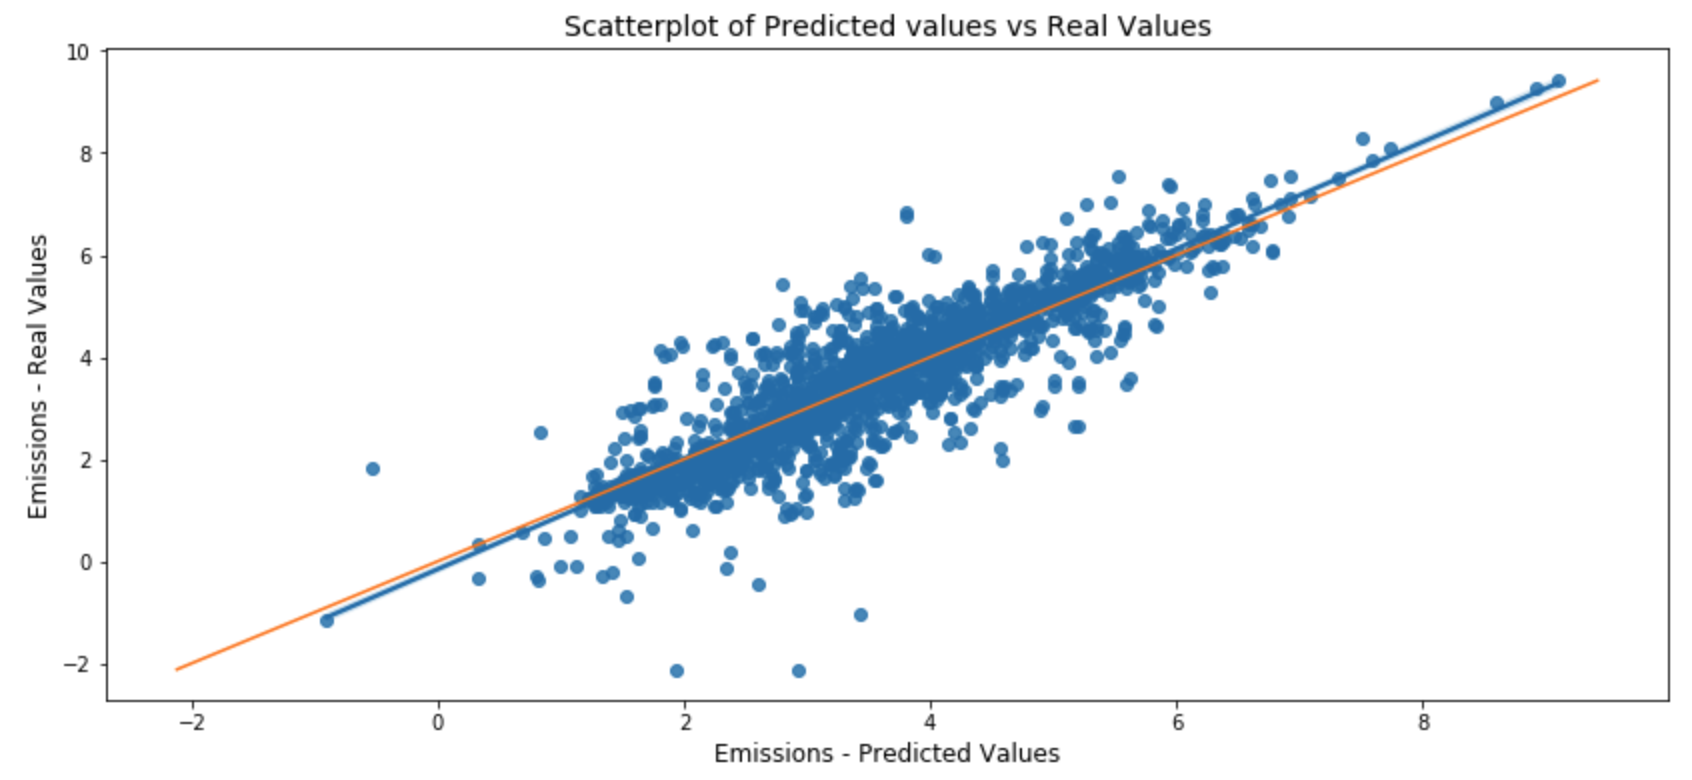 Scatterplot of Predicted values vs Real Values
10
8
6
4
2
0
−2
Emissions - Real Values
−2 0 2 4 6 8
Emissions - Predicted Values